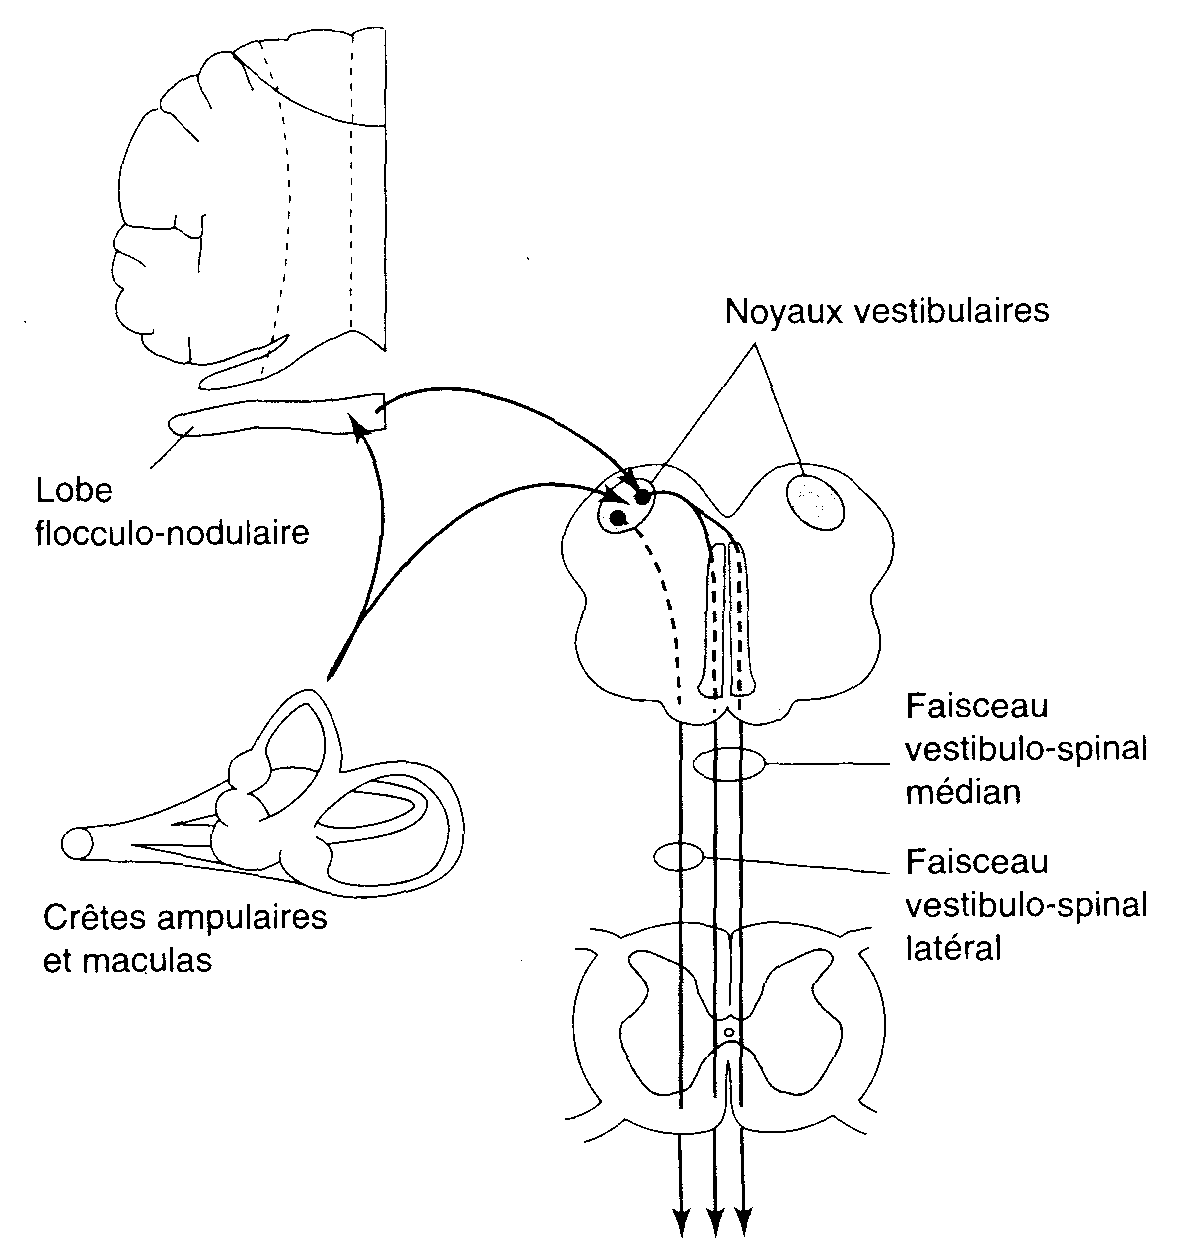 Noyaux vestibulaires
Lobe
flocculo-nodulaire
Faisceau
vestibulo-spinal
médian
Faisceau
vestibulo-spinal
latéral
Crêtes ampulaires
et maculas